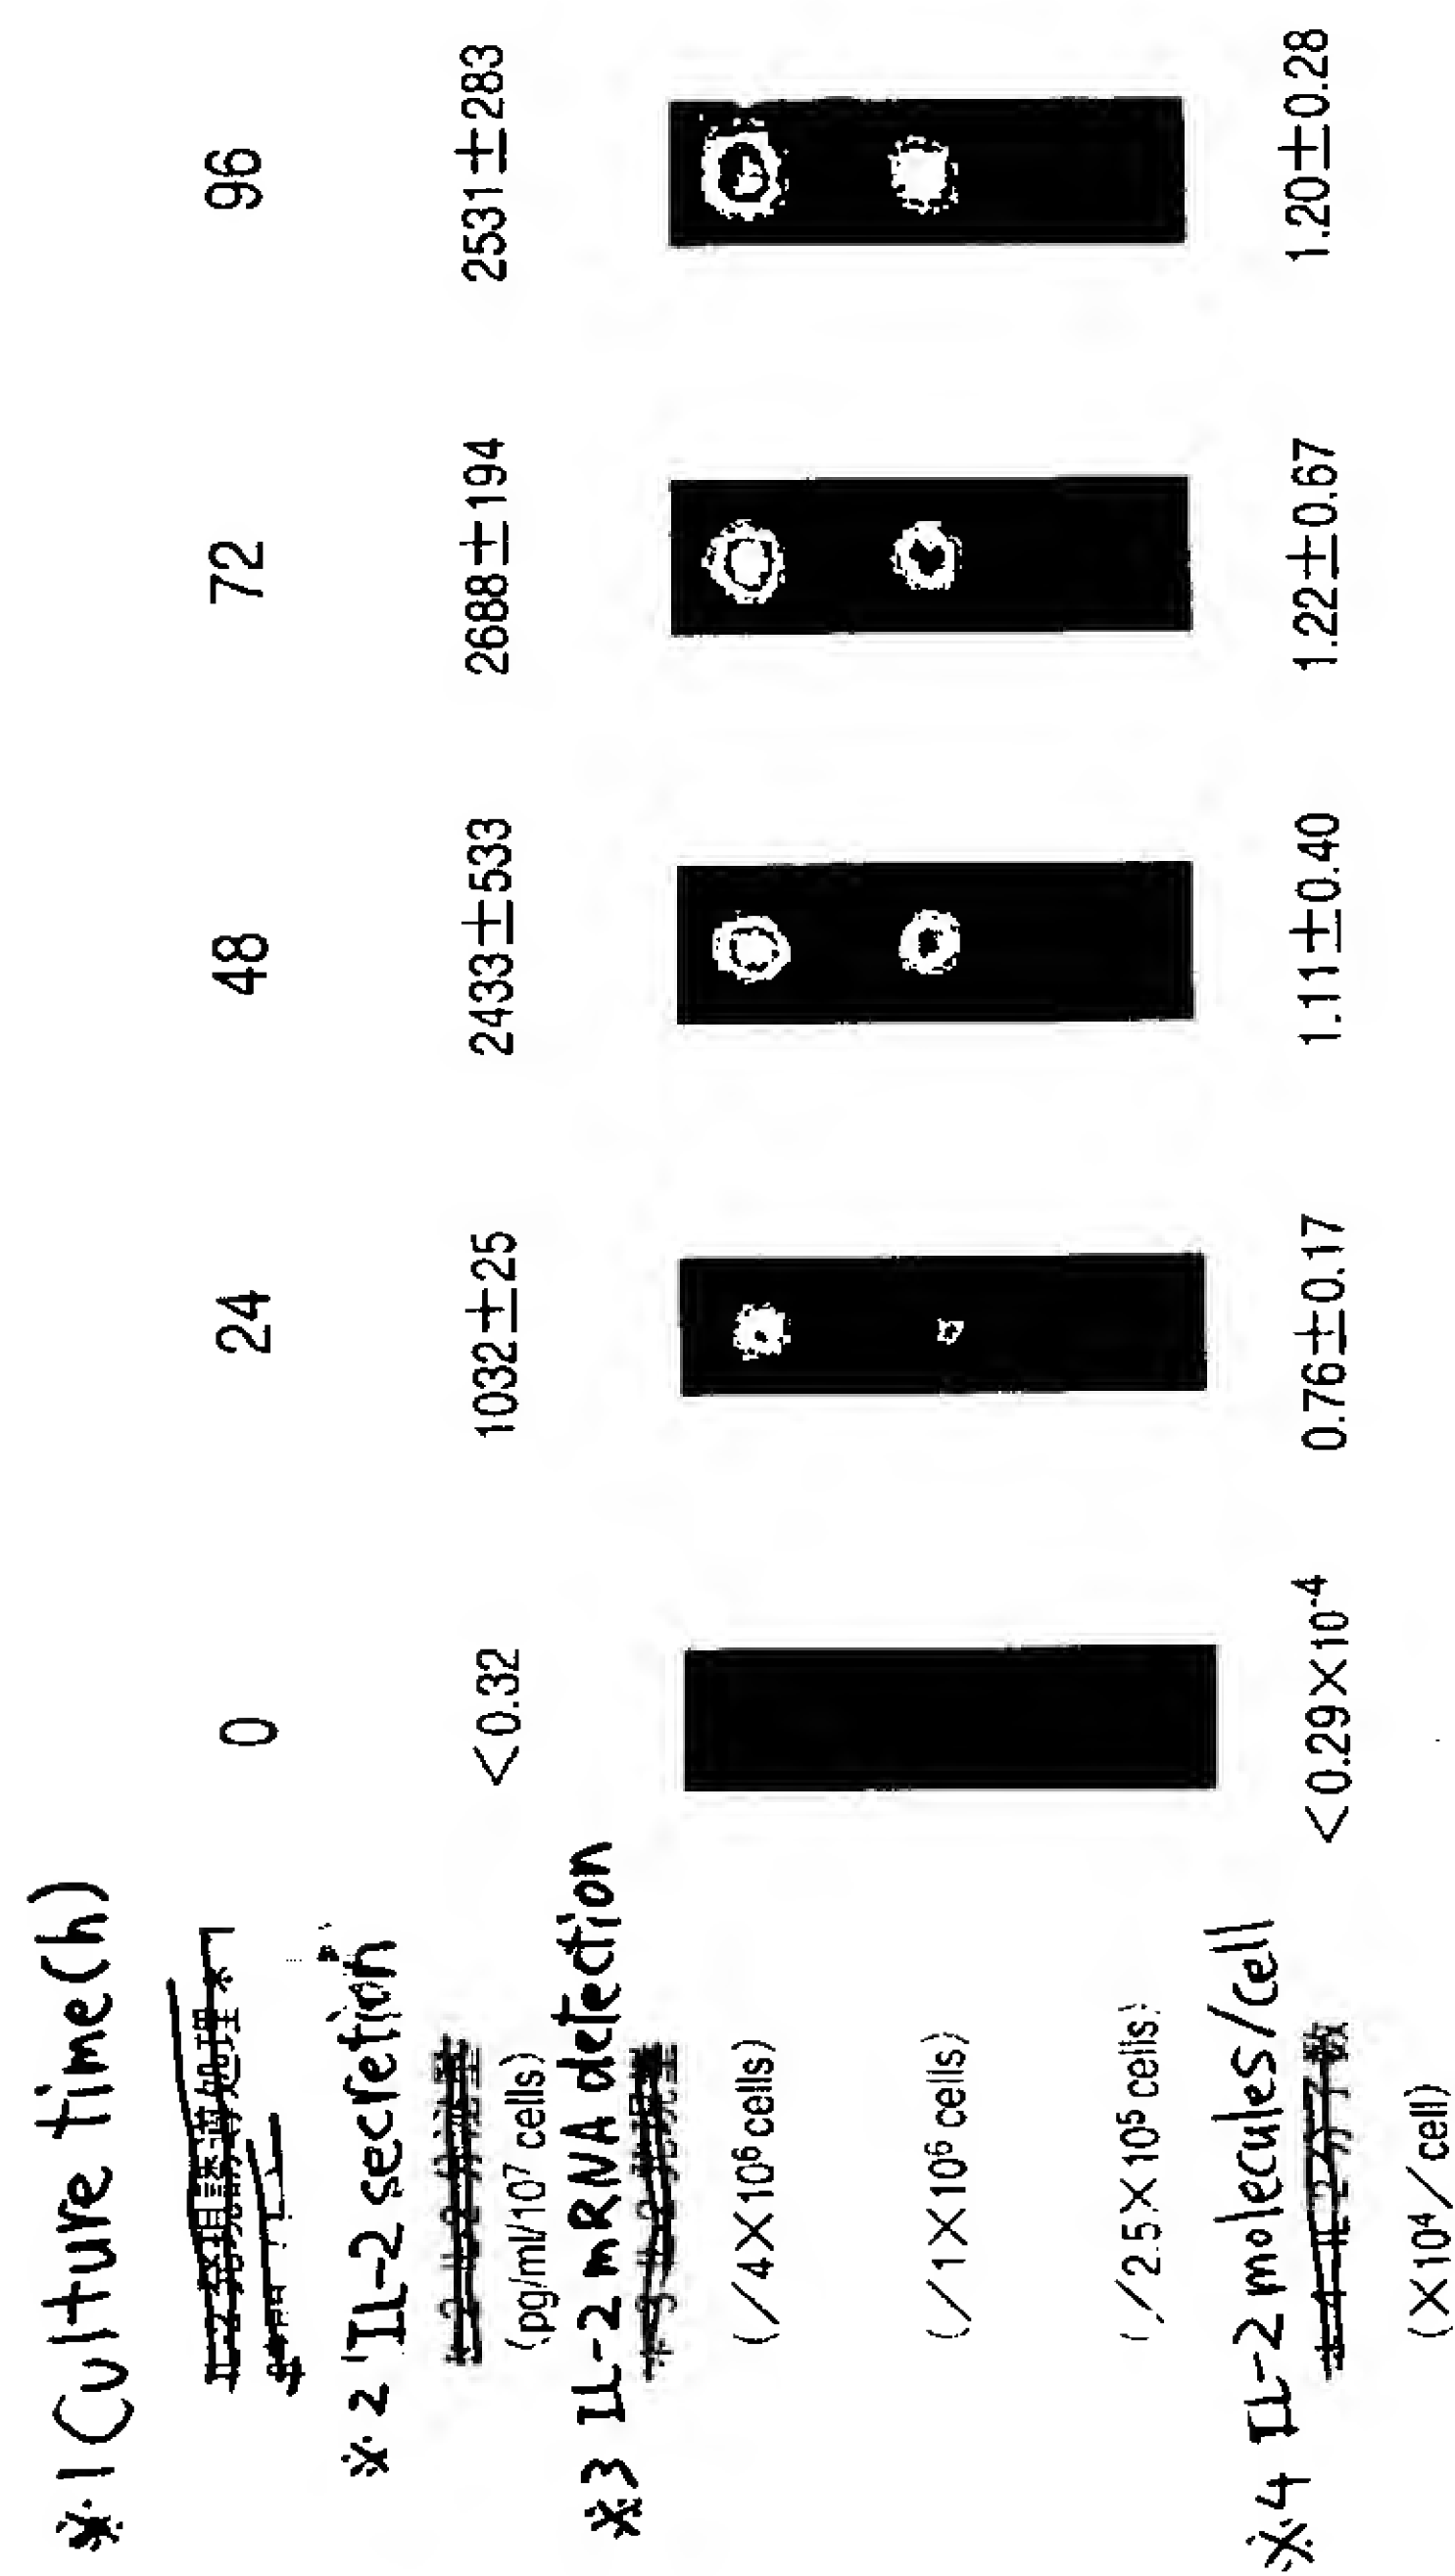 ※1 Culture time(h)
0 24 48 72 96
※2 IL-2 secretion
<0.32 1032±25 2433±533 2688±194 2531±283
(pg/ml/10⁷ cells)
※3 IL-2 mRNA detection
(/4×10⁶ cells)
(/1×10⁶ cells)
(/2.5×10⁵ cells)
※4 IL-2 molecules/cell
<0.29×10⁻⁴ 0.76±0.17 1.11±0.40 1.22±0.67 1.20±0.28
(×10⁴/cell)